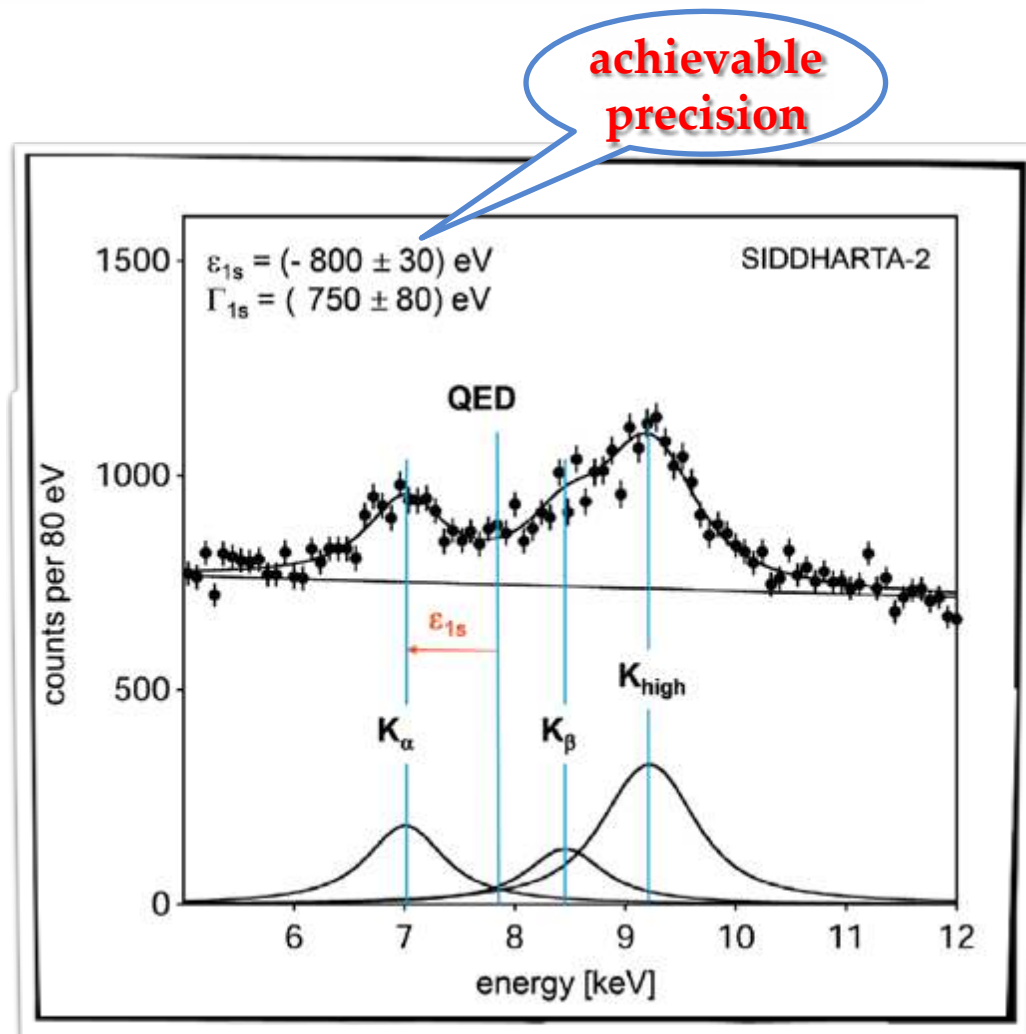 achievable
precision
ε1s = (- 800 ± 30) eV
Γ1s = ( 750 ± 80) eV
SIDDHARTA-2
QED
ε1s
Khigh
Kα
Kβ
1500
1000
500
0
counts per 80 eV
6 7 8 9 10 11 12
energy [keV]